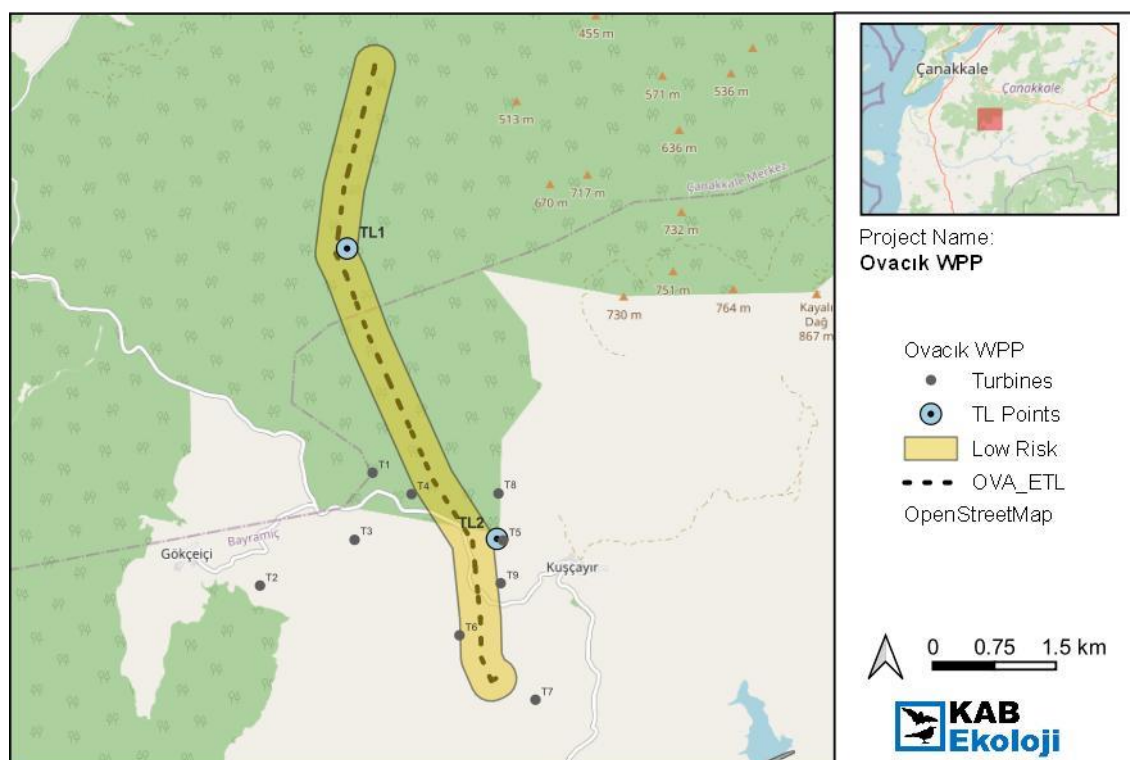 455 m
571 m
536 m
513 m
636 m
717 m
670 m
Çanakkale Merkez
732 m
TL1
751 m
764 m
730 m
Kayalı
Dağ
867 m
T1
T4
T8
TL2
T5
T3
Bayramiç
Gökçeiçi
Kuşçayır
T2
T9
T6
T7
Çanakkale
Çanakkale
Project Name:
Ovacık WPP
Ovacık WPP
Turbines
TL Points
Low Risk
OVA_ETL
OpenStreetMap
0 0.75 1.5 km
KAB
Ekoloji